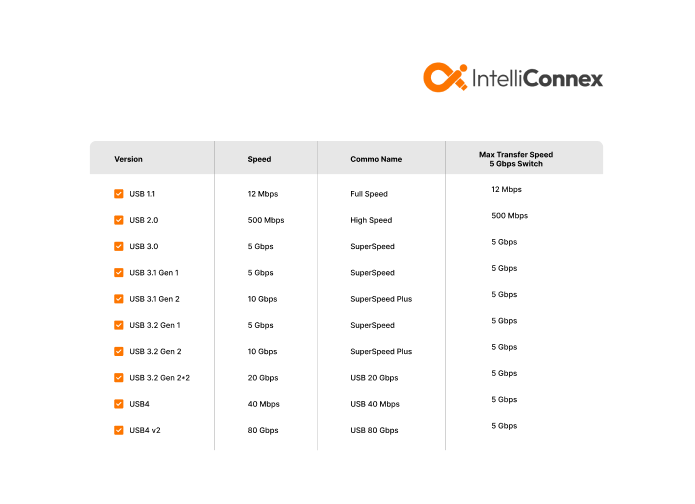 IntelliConnex
Version Speed Commo Name Max Transfer Speed
5 Gbps Switch
USB 1.1 12 Mbps Full Speed 12 Mbps
USB 2.0 500 Mbps High Speed 500 Mbps
USB 3.0 5 Gbps SuperSpeed 5 Gbps
USB 3.1 Gen 1 5 Gbps SuperSpeed 5 Gbps
USB 3.1 Gen 2 10 Gbps SuperSpeed Plus 5 Gbps
USB 3.2 Gen 1 5 Gbps SuperSpeed 5 Gbps
USB 3.2 Gen 2 10 Gbps SuperSpeed Plus 5 Gbps
USB 3.2 Gen 2*2 20 Gbps USB 20 Gbps 5 Gbps
USB4 40 Mbps USB 40 Mbps 5 Gbps
USB4 v2 80 Gbps USB 80 Gbps 5 Gbps